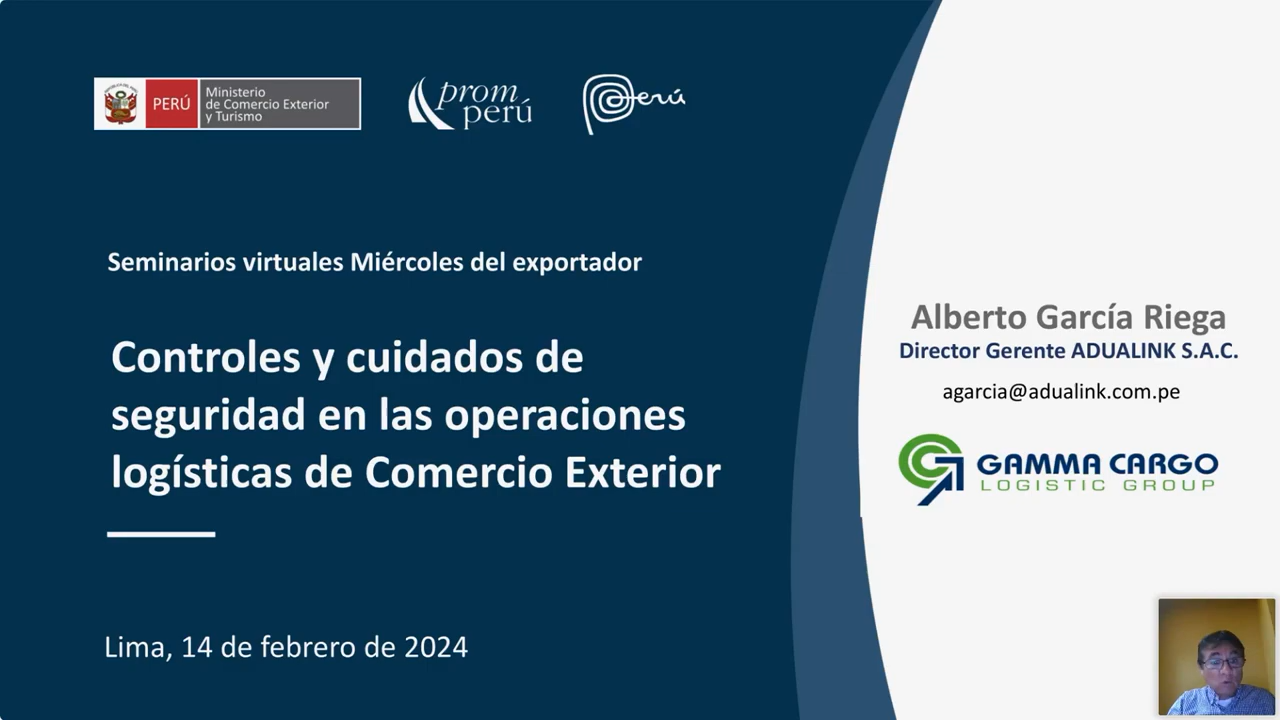 PERÚ
Ministerio
de Comercio Exterior
y Turismo
prom
perú
Perú
Seminarios virtuales Miércoles del exportador
Controles y cuidados de
seguridad en las operaciones
logísticas de Comercio Exterior
Lima, 14 de febrero de 2024
Alberto García Riega
Director Gerente ADUALINK S.A.C.
agarcia@adualink.com.pe
GAMMA CARGO
LOGISTIC GROUP